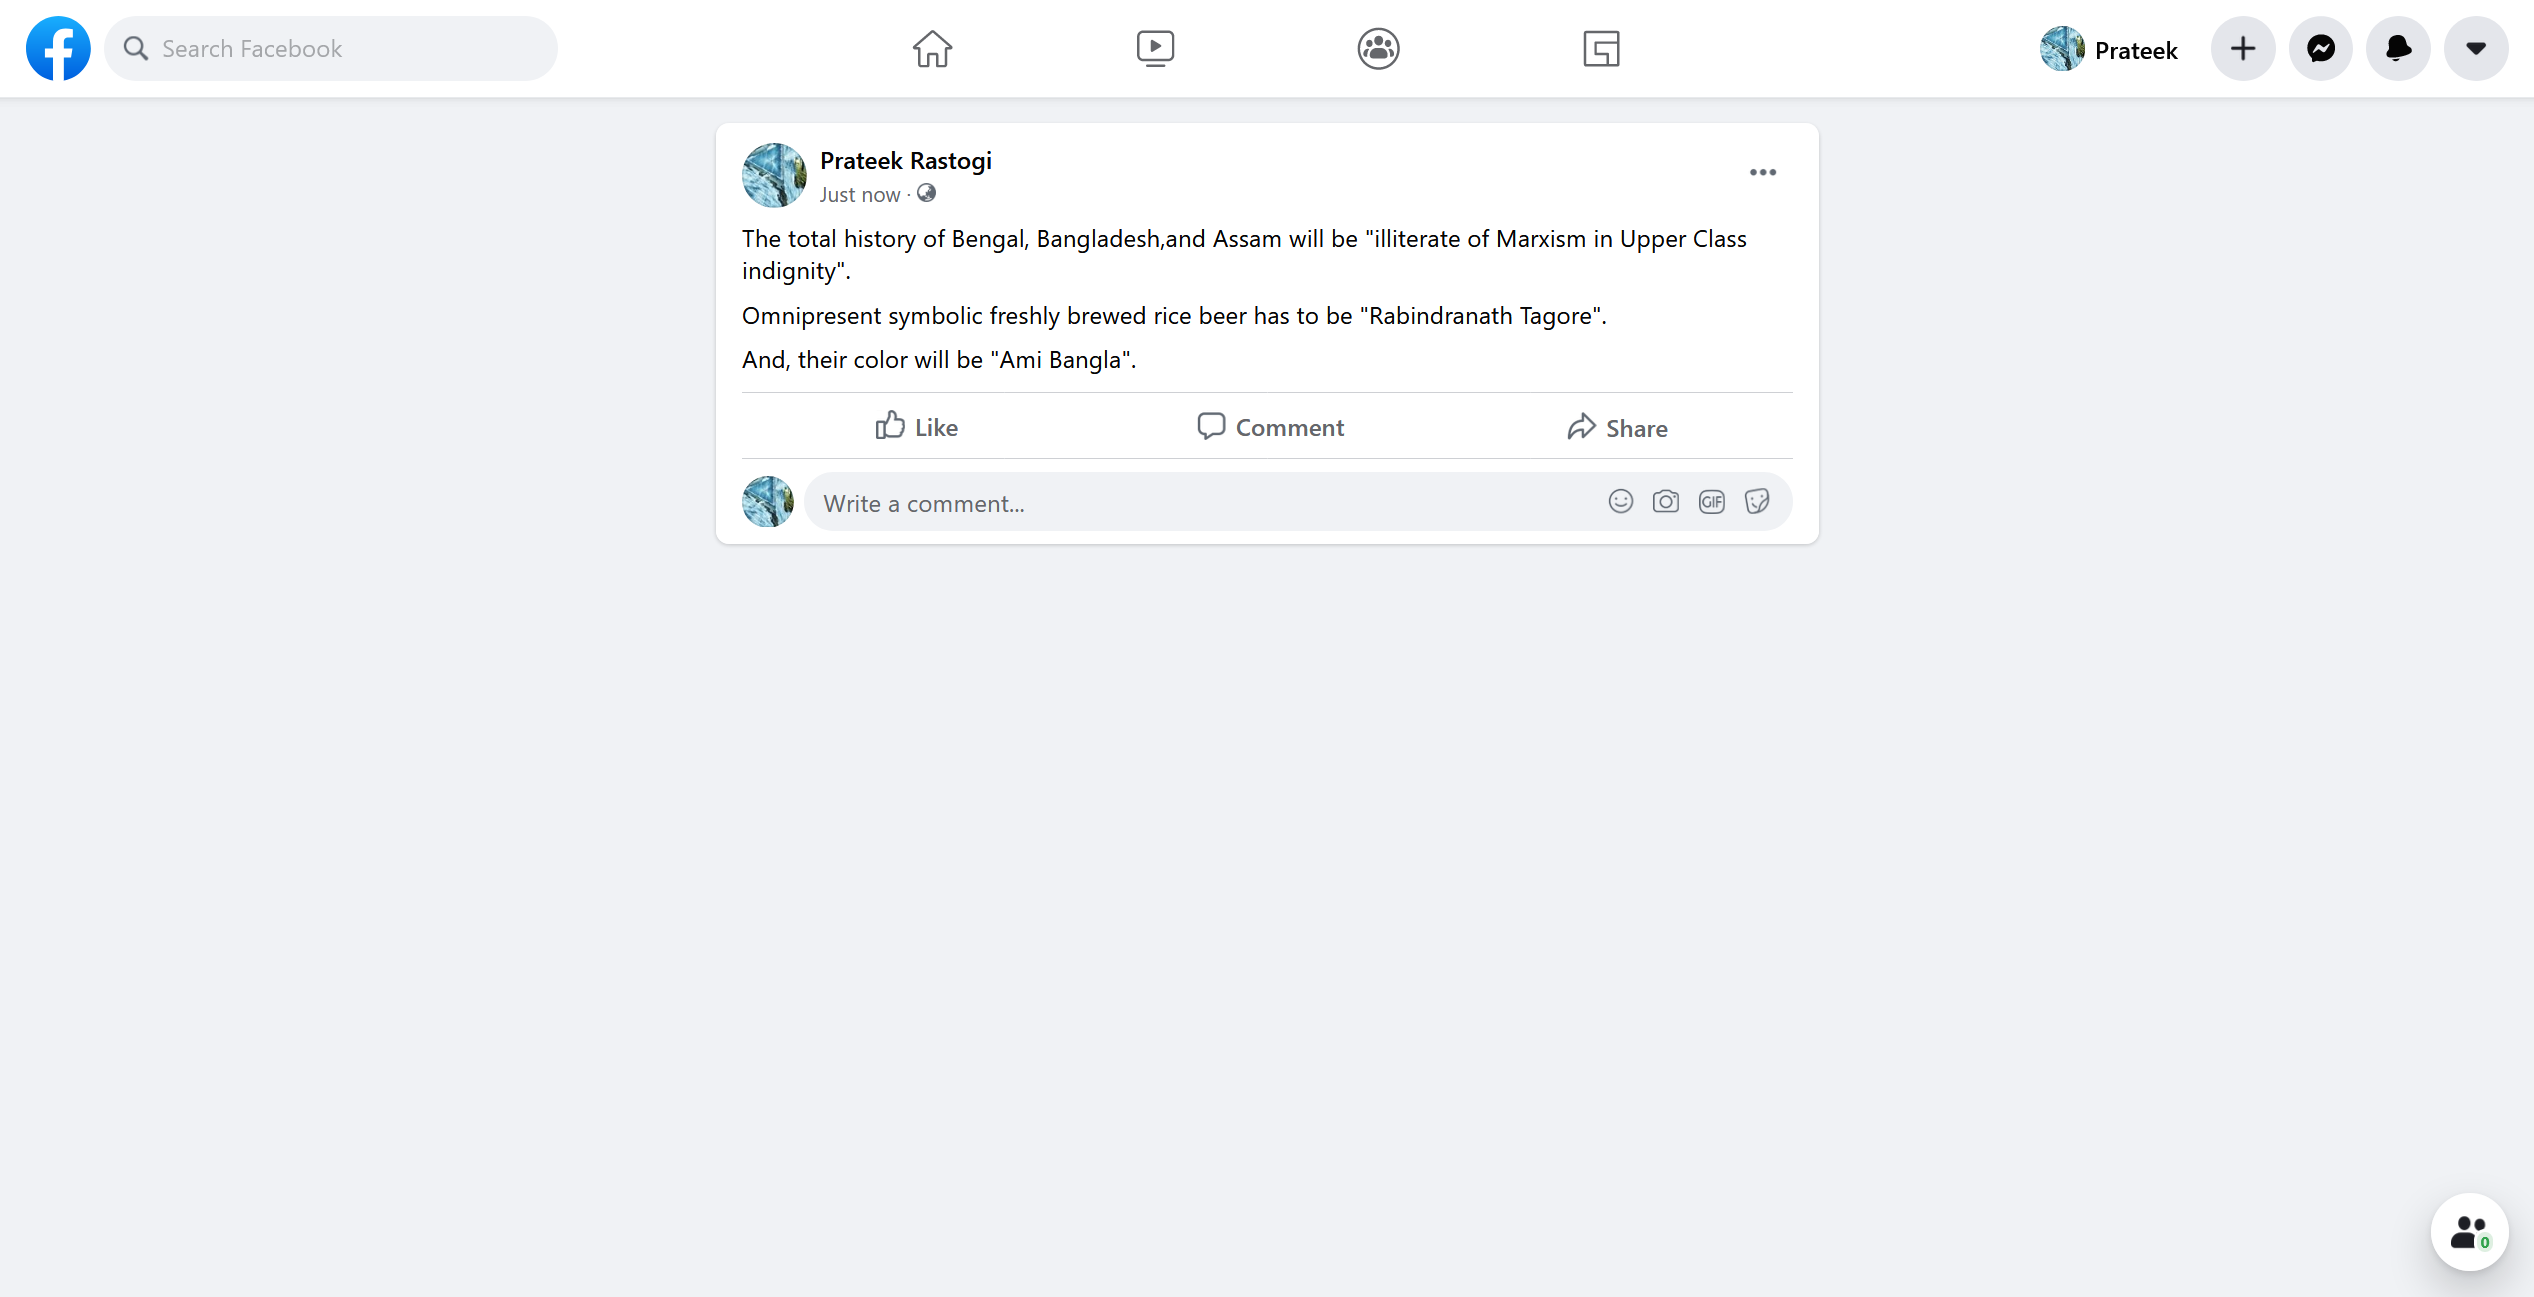 Search Facebook
Prateek
Prateek Rastogi
Just now ·
The total history of Bengal, Bangladesh,and Assam will be "illiterate of Marxism in Upper Class
indignity".
Omnipresent symbolic freshly brewed rice beer has to be "Rabindranath Tagore".
And, their color will be "Ami Bangla".
Like Comment Share
Write a comment... GIF
0